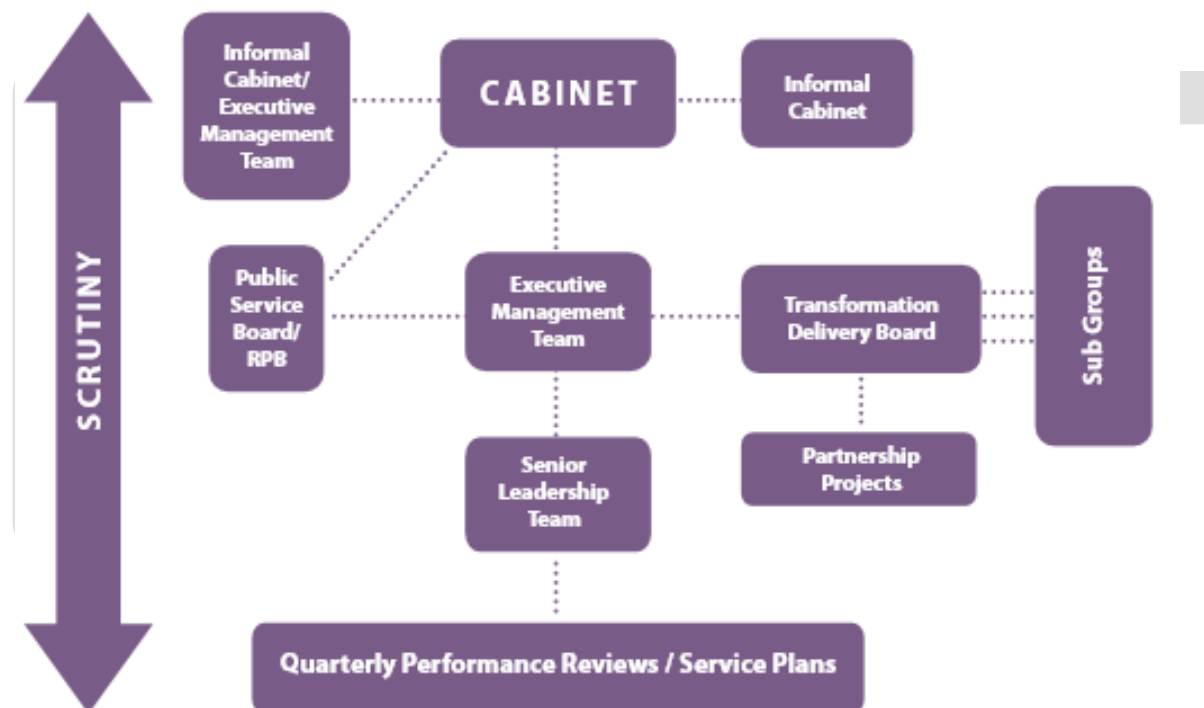 Informal
Cabinet/
Executive
Management
Team
CABINET
Informal
Cabinet
SCRUTINY
Public
Service
Board/
RPB
Executive
Management
Team
Transformation
Delivery Board
Sub Groups
Senior
Leadership
Team
Partnership
Projects
Quarterly Performance Reviews / Service Plans